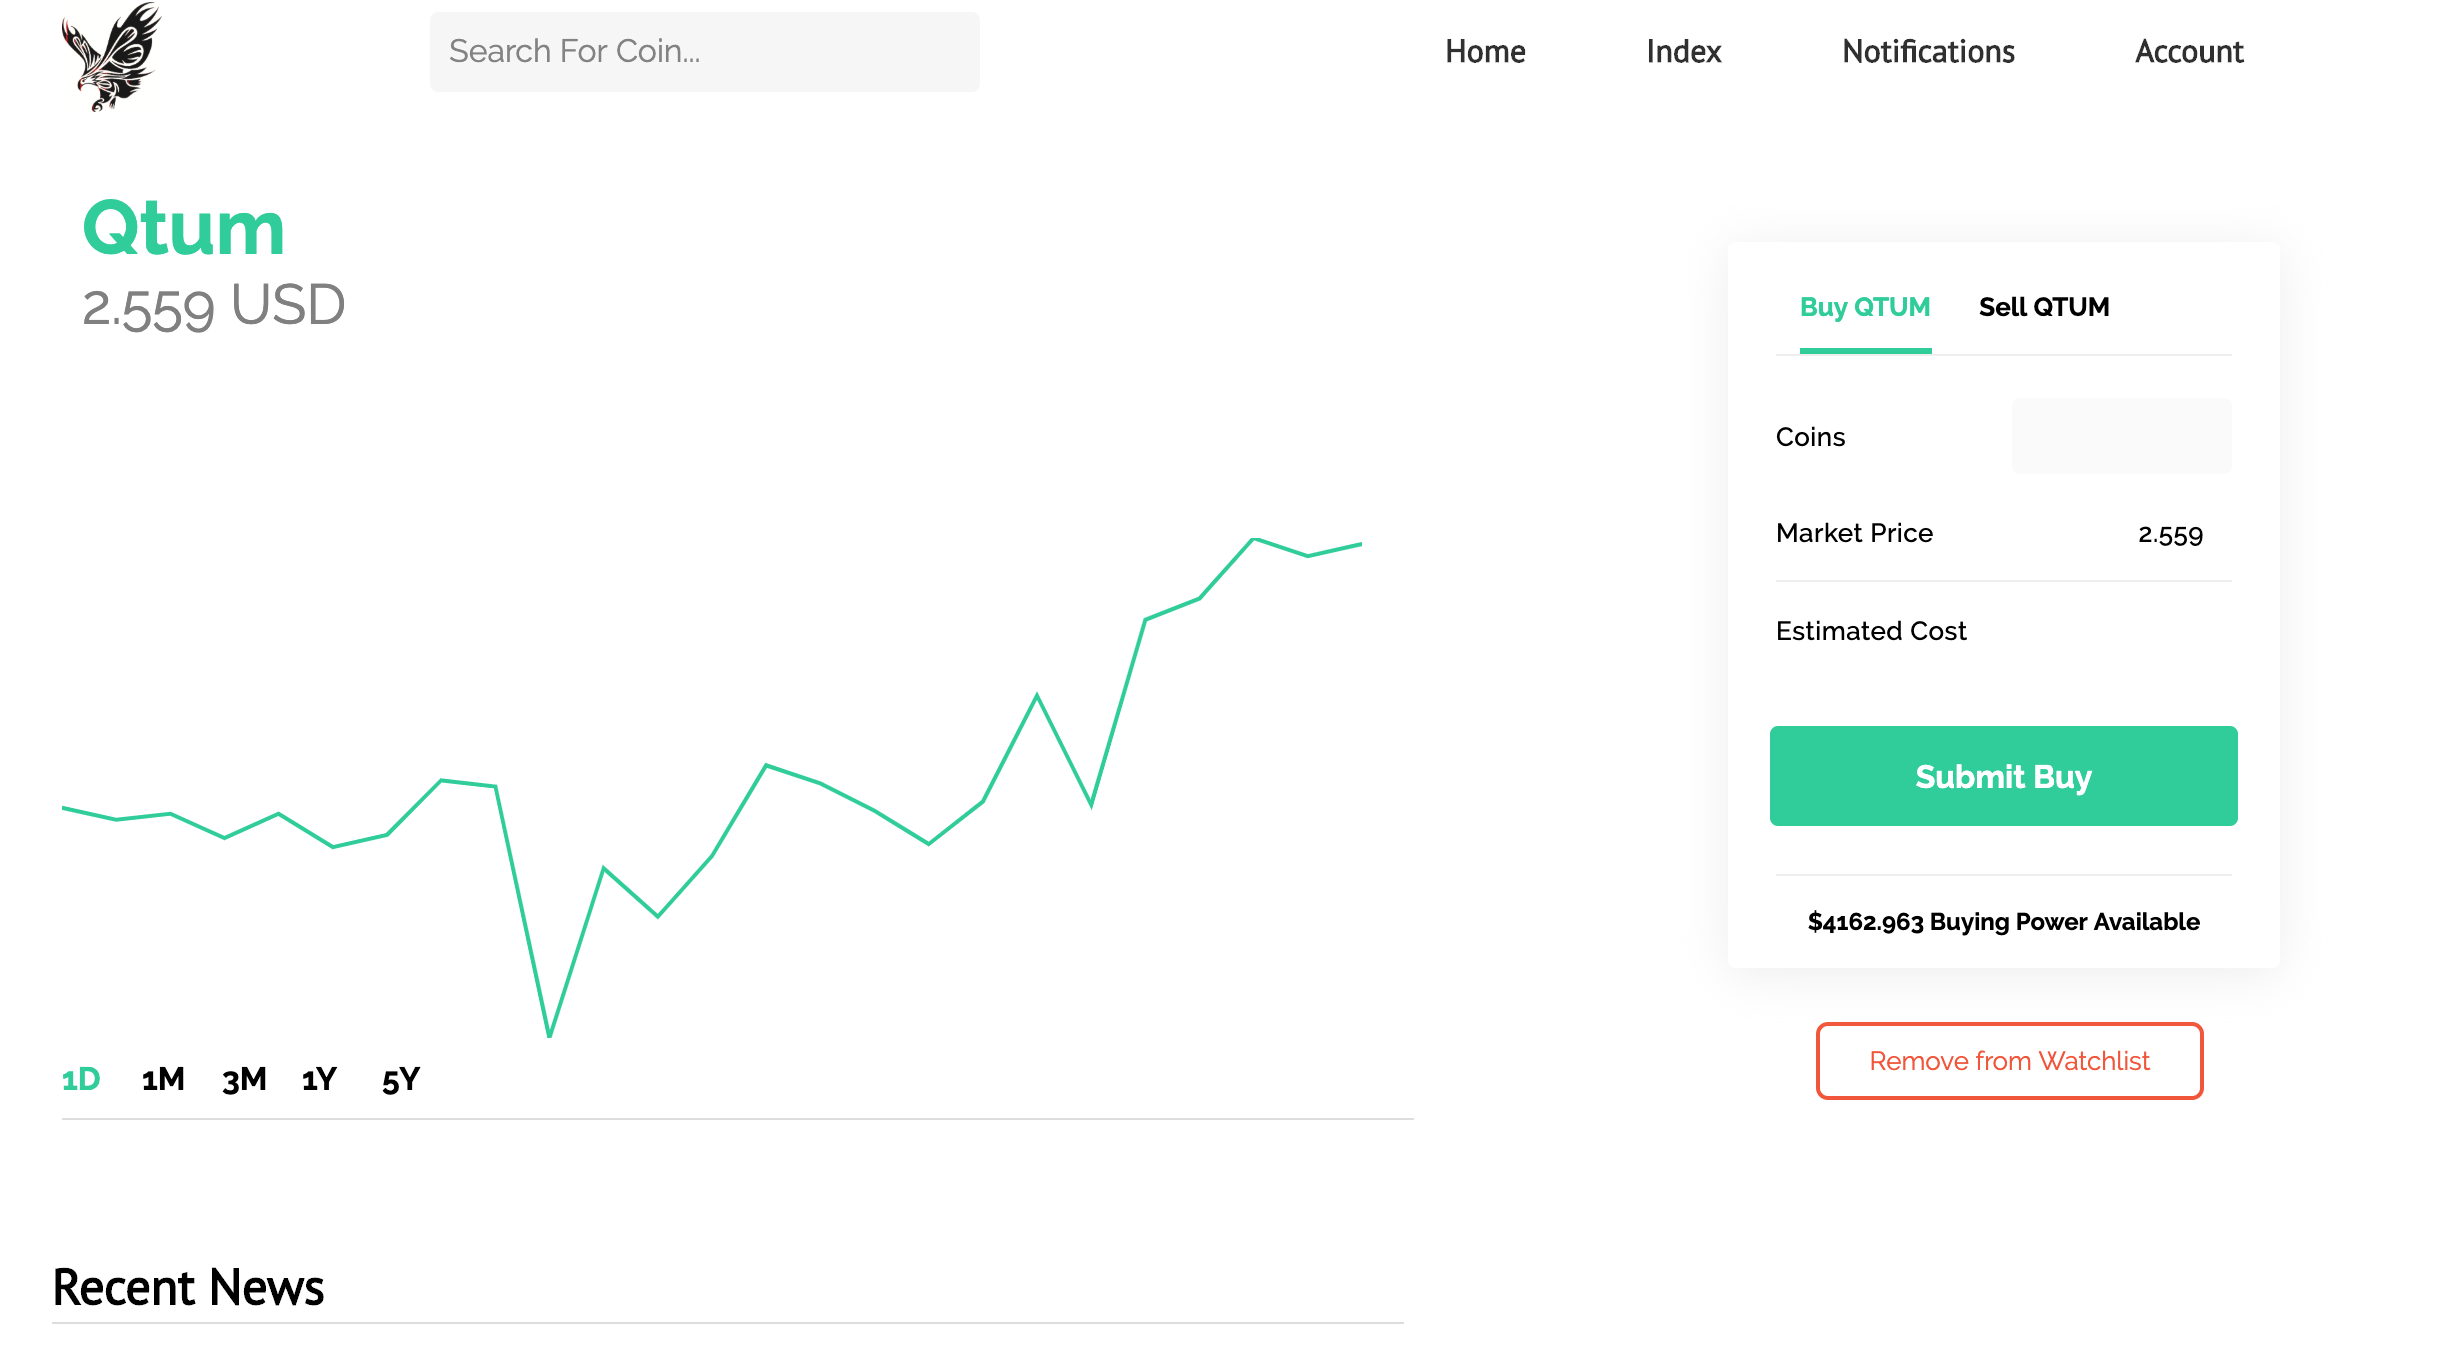 Search For Coin...
Home Index Notifications Account
Qtum
2.559 USD
Buy QTUM Sell QTUM
Coins
Market Price 2.559
Estimated Cost
Submit Buy
$4162.963 Buying Power Available
Remove from Watchlist
1D 1M 3M 1Y 5Y
Recent News